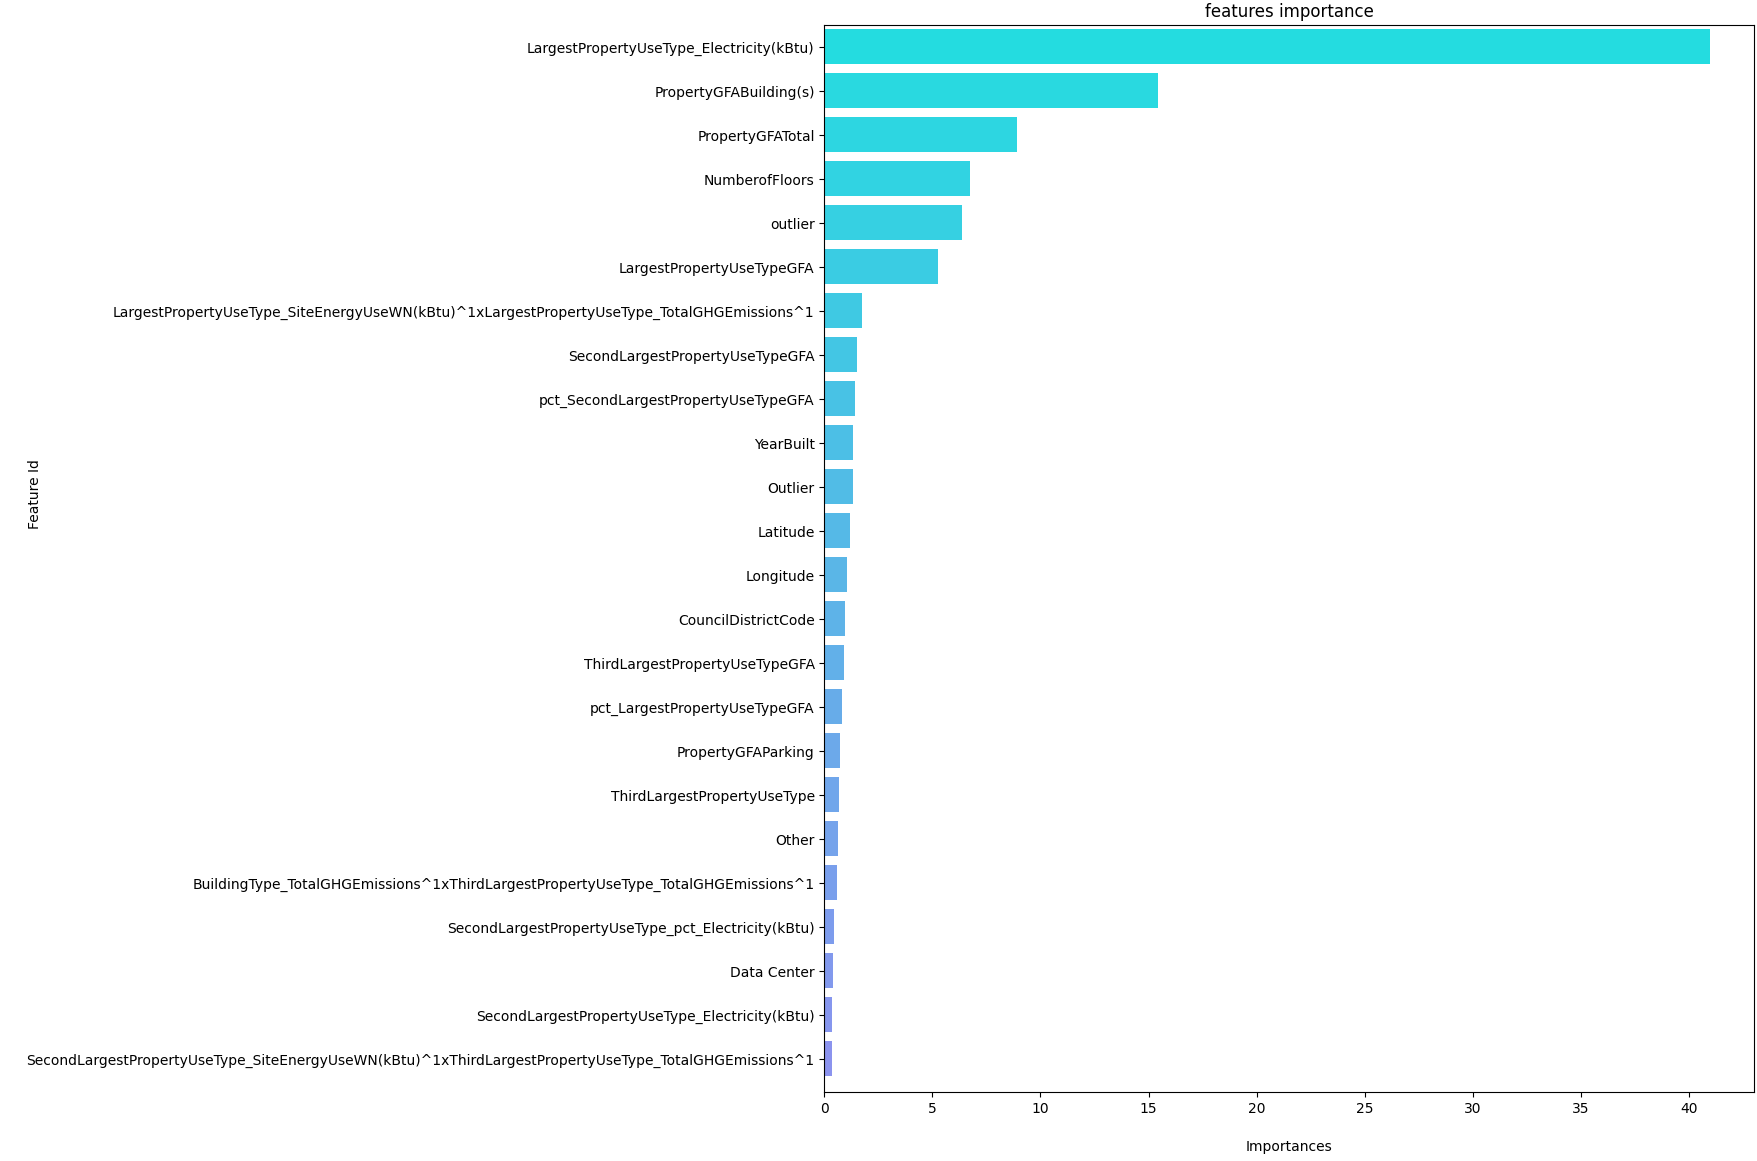 features importance
LargestPropertyUseType_Electricity(kBtu)
PropertyGFABuilding(s)
PropertyGFATotal
NumberofFloors
outlier
LargestPropertyUseTypeGFA
LargestPropertyUseType_SiteEnergyUseWN(kBtu)^1xLargestPropertyUseType_TotalGHGEmissions^1
SecondLargestPropertyUseTypeGFA
pct_SecondLargestPropertyUseTypeGFA
YearBuilt
Outlier
Latitude
Longitude
CouncilDistrictCode
ThirdLargestPropertyUseTypeGFA
pct_LargestPropertyUseTypeGFA
PropertyGFAParking
ThirdLargestPropertyUseType
Other
BuildingType_TotalGHGEmissions^1xThirdLargestPropertyUseType_TotalGHGEmissions^1
SecondLargestPropertyUseType_pct_Electricity(kBtu)
Data Center
SecondLargestPropertyUseType_Electricity(kBtu)
SecondLargestPropertyUseType_SiteEnergyUseWN(kBtu)^1xThirdLargestPropertyUseType_TotalGHGEmissions^1
Feature Id
0 5 10 15 20 25 30 35 40
Importances